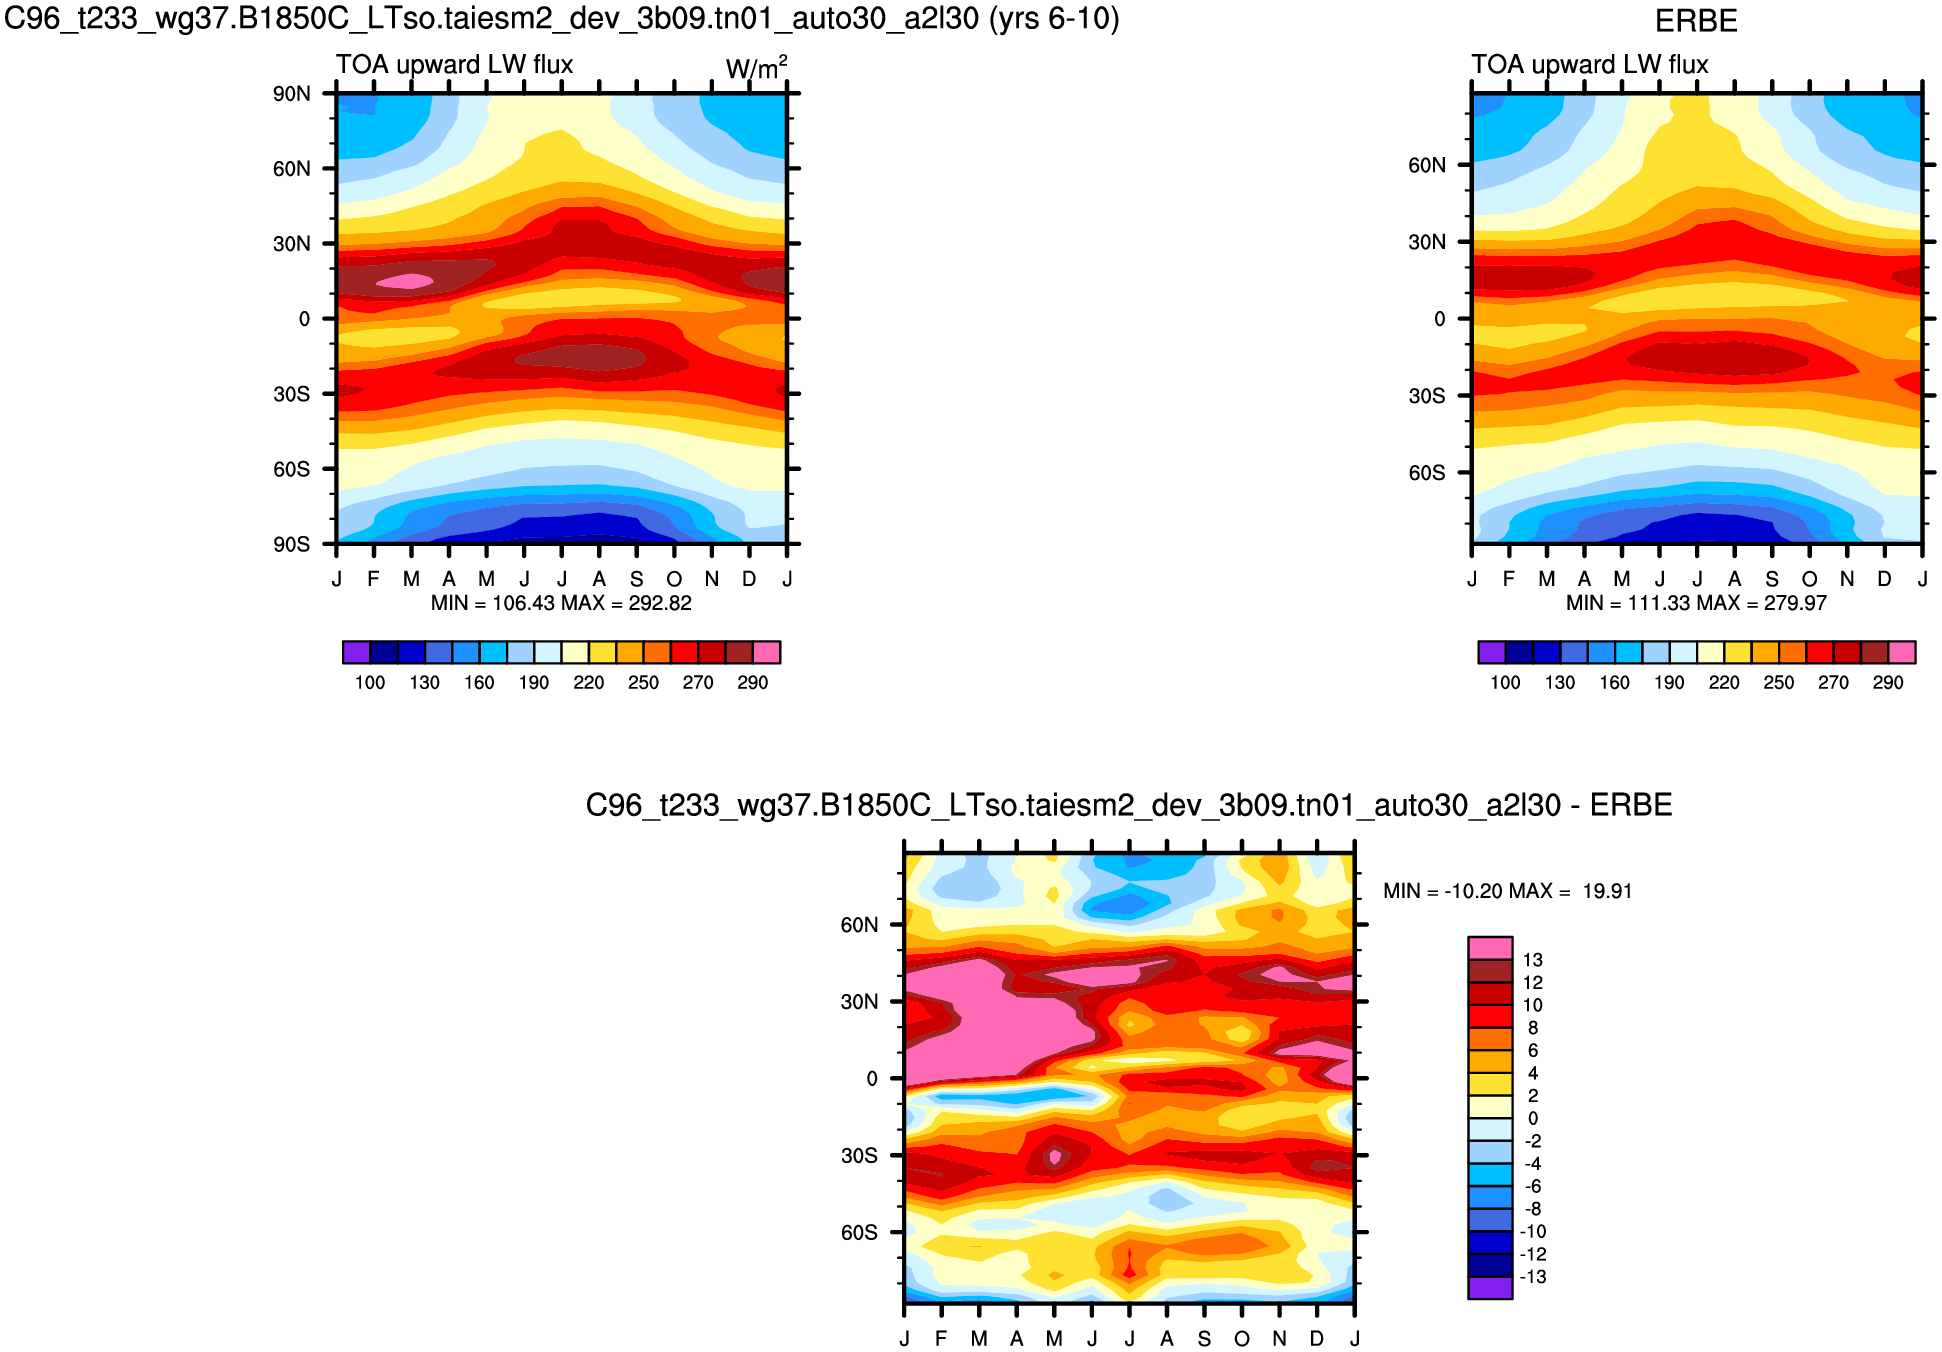 C96_t233_wg37.B1850C_LTso.taiesm2_dev_3b09.tn01_auto30_a2l30 (yrs 6-10)
TOA upward LW flux W/m2
90N
60N
30N
0
30S
60S
90S
J F M A M J J A S O N D J
MIN = 106.43 MAX = 292.82
100 130 160 190 220 250 270 290
ERBE
TOA upward LW flux
60N
30N
0
30S
60S
J F M A M J J A S O N D J
MIN = 111.33 MAX = 279.97
100 130 160 190 220 250 270 290
C96_t233_wg37.B1850C_LTso.taiesm2_dev_3b09.tn01_auto30_a2l30 - ERBE
60N
30N
0
30S
60S
J F M A M J J A S O N D J
MIN = -10.20 MAX = 19.91
13
12
10
8
6
4
2
0
-2
-4
-6
-8
-10
-12
-13